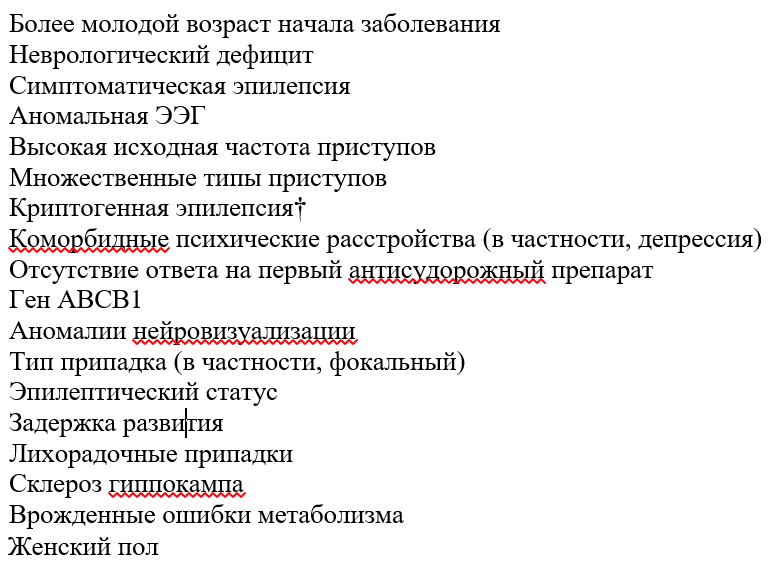 Более молодой возраст начала заболевания
Неврологический дефицит
Симптоматическая эпилепсия
Аномальная ЭЭГ
Высокая исходная частота приступов
Множественные типы приступов
Криптогенная эпилепсия†
Коморбидные психические расстройства (в частности, депрессия)
Отсутствие ответа на первый антисудорожный препарат
Ген ABCB1
Аномалии нейровизуализации
Тип припадка (в частности, фокальный)
Эпилептический статус
Задержка развития
Лихорадочные припадки
Склероз гиппокампа
Врожденные ошибки метаболизма
Женский пол